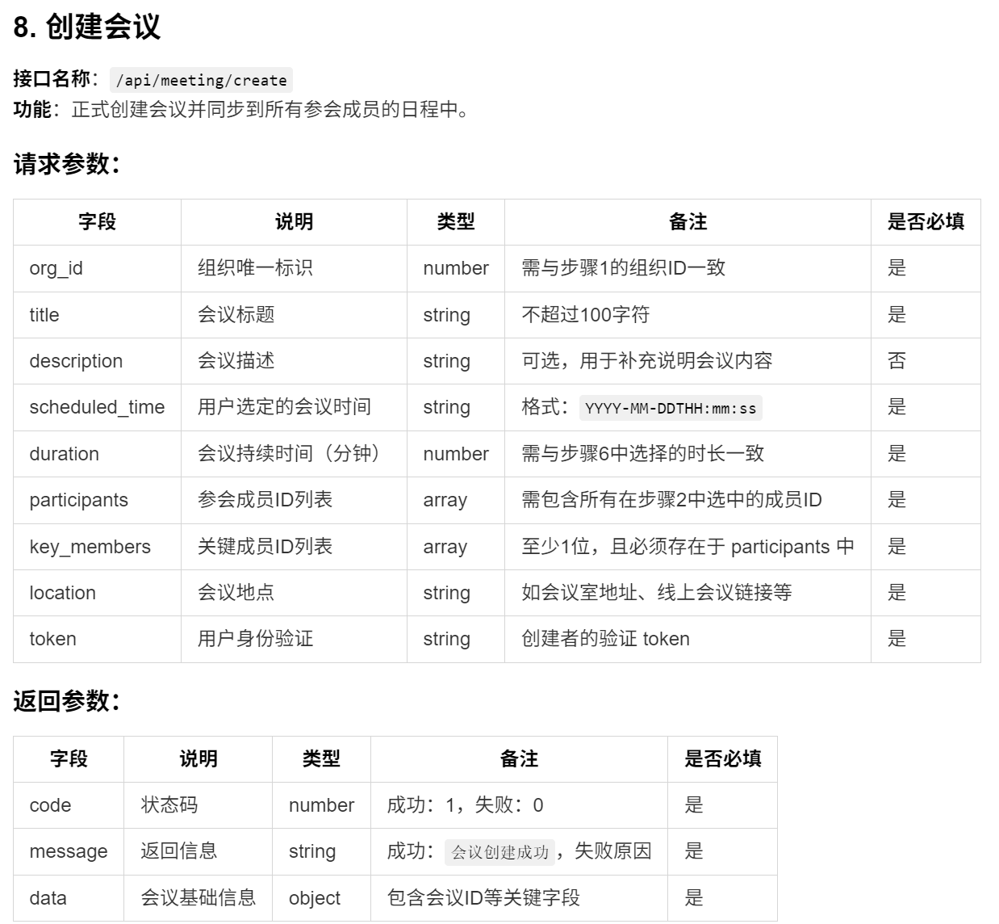 8. 创建会议
接口名称：/api/meeting/create
功能：正式创建会议并同步到所有参会成员的日程中。
请求参数：
字段 说明 类型 备注 是否必填
org_id 组织唯一标识 number 需与步骤1的组织ID一致 是
title 会议标题 string 不超过100字符 是
description 会议描述 string 可选，用于补充说明会议内容 否
scheduled_time 用户选定的会议时间 string 格式：YYYY-MM-DDTHH:mm:ss 是
duration 会议持续时间（分钟） number 需与步骤6中选择的时长一致 是
participants 参会成员ID列表 array 需包含所有在步骤2中选中的成员ID 是
key_members 关键成员ID列表 array 至少1位，且必须存在于 participants 中 是
location 会议地点 string 如会议室地址、线上会议链接等 是
token 用户身份验证 string 创建者的验证 token 是
返回参数：
字段 说明 类型 备注 是否必填
code 状态码 number 成功：1，失败：0 是
message 返回信息 string 成功：会议创建成功，失败原因 是
data 会议基础信息 object 包含会议ID等关键字段 是